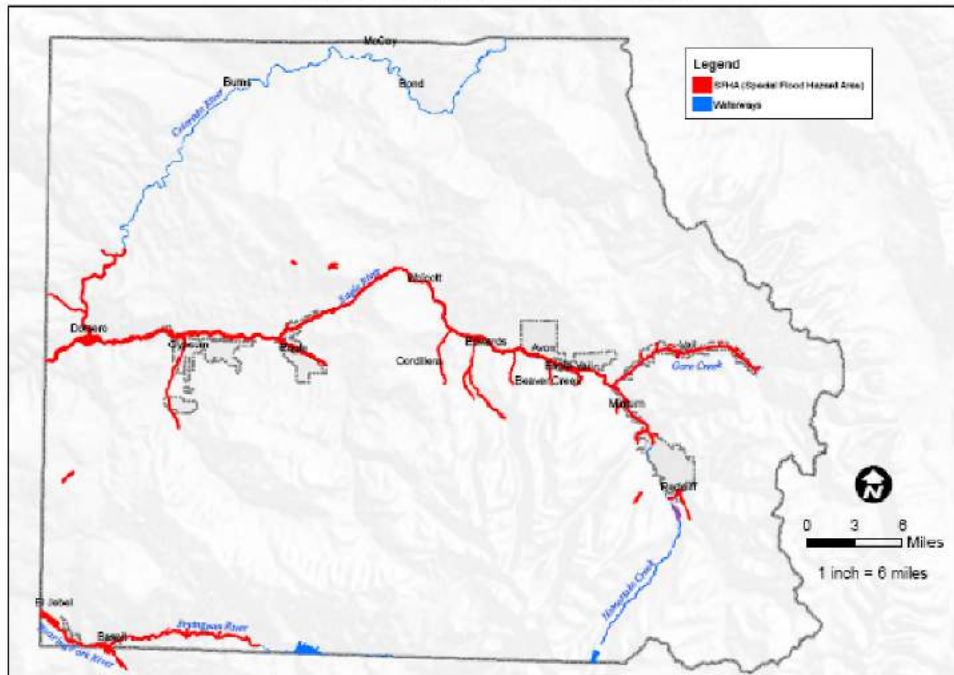 McCoy
Burns
Bond
Colorado River
Legend
SFHA (Special Flood Hazard Area)
Waterways
Eagle River
Wolcott
Dotsero
Gypsum
Eagle
Cordillera
Edwards
Avon
Beaver Creek
Vail
Gore Creek
Minturn
Redcliff
N
0 3 6
Miles
1 inch = 6 miles
Homestake Creek
El Jebel
Basalt
Fryingpan River
Roaring Fork River